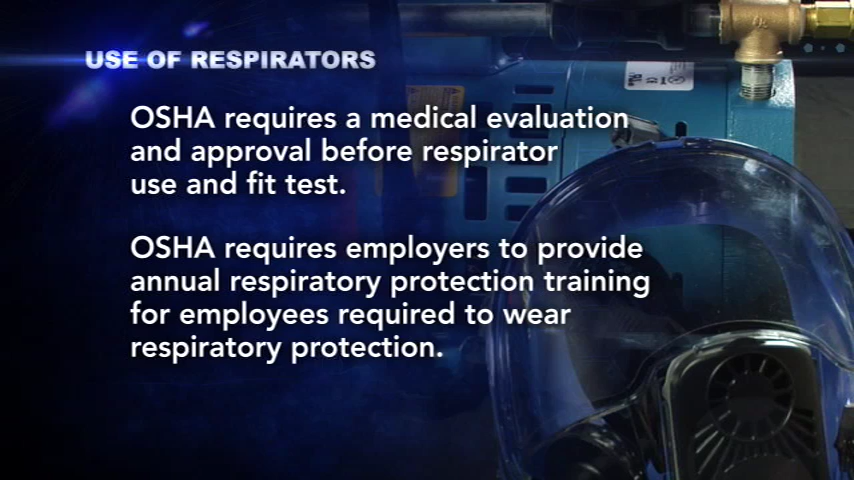 USE OF RESPIRATORS
OSHA requires a medical evaluation
and approval before respirator
use and fit test.
OSHA requires employers to provide
annual respiratory protection training
for employees required to wear
respiratory protection.